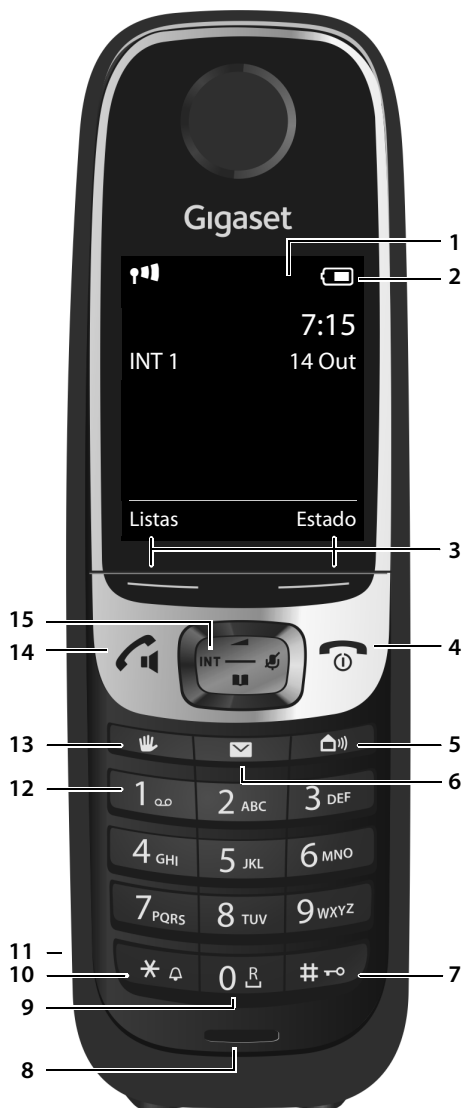 Gigaset
1
2
7:15
INT 1 14 Out
Listas Estado
3
15
14
INT
4
13
5
6
12
1 2 ABC 3 DEF
4 GHI 5 JKL 6 MNO
7 PQRS 8 TUV 9 WXYZ
11
10
* 0 R #
7
9
8